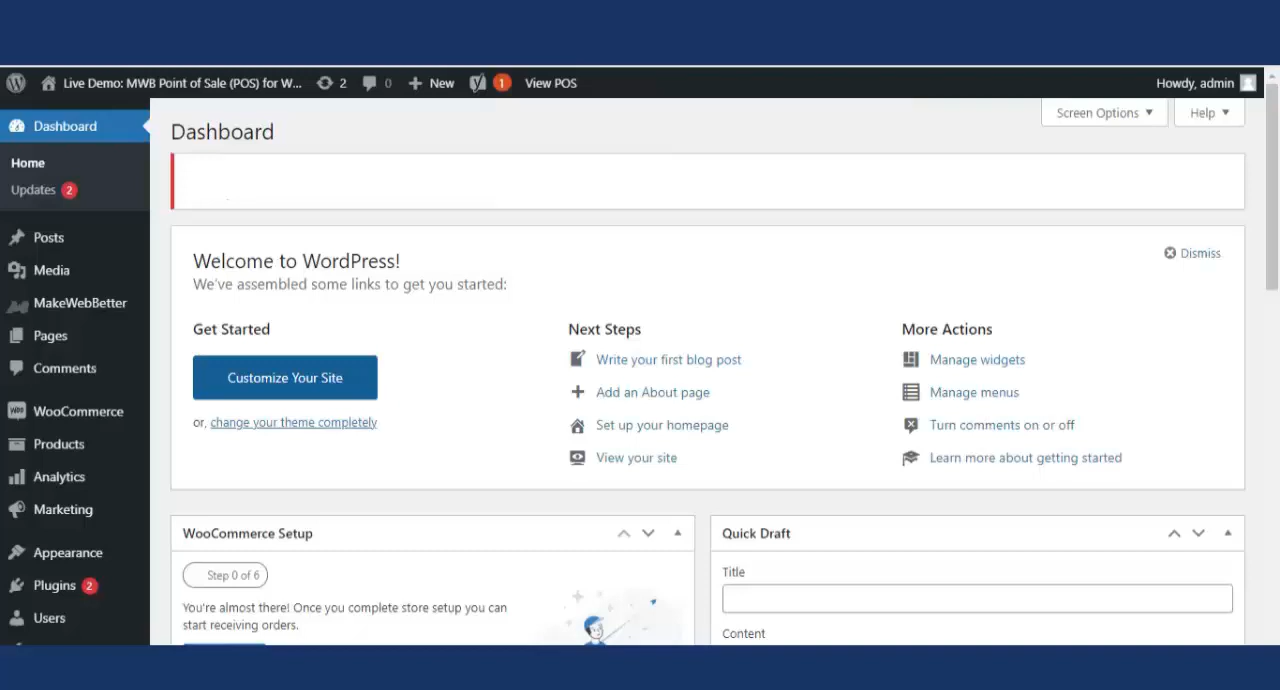 Live Demo: MWB Point of Sale (POS) for W... 2 0 New 1 View POS Howdy, admin
Dashboard
Home
Updates 2
Posts
Media
MakeWebBetter
Pages
Comments
WooCommerce
Products
Analytics
Marketing
Appearance
Plugins 2
Users
Screen Options Help
Dashboard
Welcome to WordPress!
We've assembled some links to get you started:
Dismiss
Get Started
Customize Your Site
or, change your theme completely
Next Steps
Write your first blog post
Add an About page
Set up your homepage
View your site
More Actions
Manage widgets
Manage menus
Turn comments on or off
Learn more about getting started
WooCommerce Setup
Step 0 of 6
You're almost there! Once you complete store setup you can
start receiving orders.
Quick Draft
Title
Content